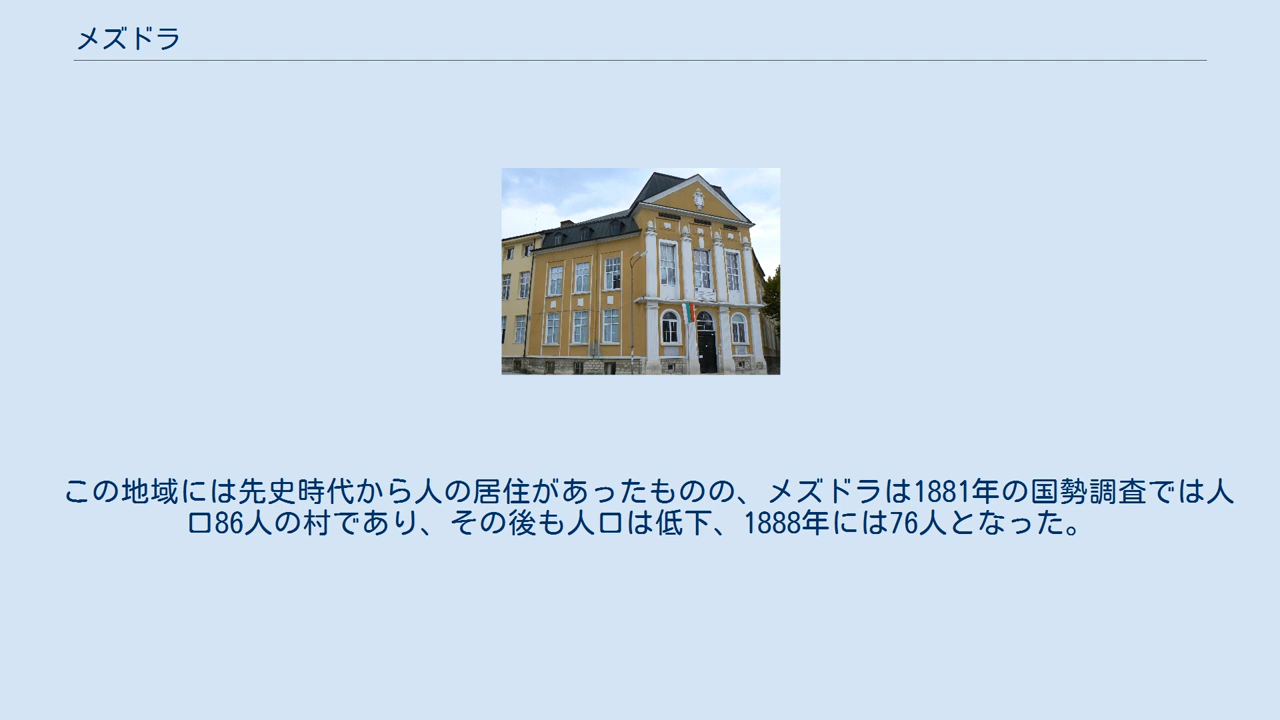 メズドラ
この地域には先史時代から人の居住があったものの、メズドラは1881年の国勢調査では人
口86人の村であり、その後も人口は低下、1888年には76人となった。